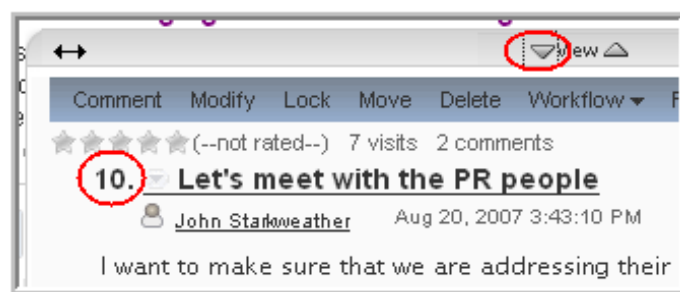 View
Comment Modify Lock Move Delete Workflow
(--not rated--) 7 visits 2 comments
10. Let's meet with the PR people
John Starkweather Aug 20, 2007 3:43:10 PM
I want to make sure that we are addressing their